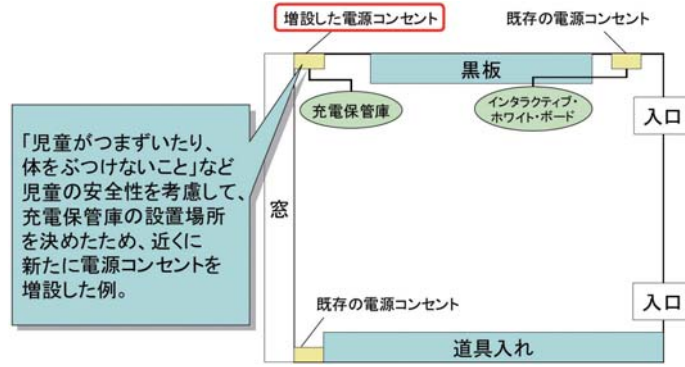 増設した電源コンセント
既存の電源コンセント
黒板
充電保管庫
インタラクティブ・
ホワイト・ボード
入口
「児童がつまずいたり、
体をぶつけないこと」など
児童の安全性を考慮して、
充電保管庫の設置場所
を決めたため、近くに
新たに電源コンセントを
増設した例。
窓
入口
既存の電源コンセント
道具入れ